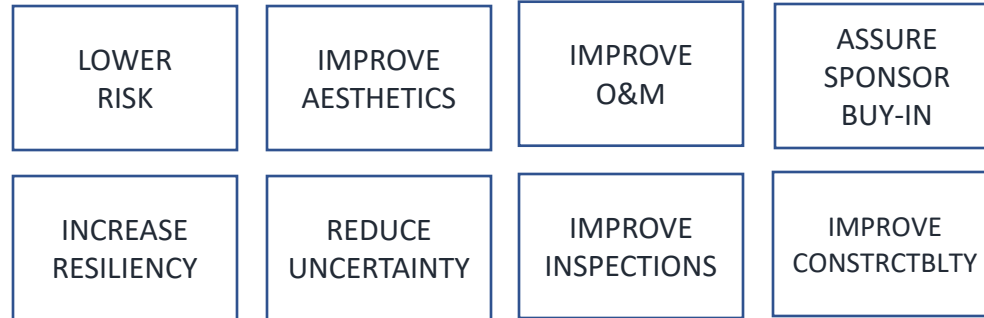 LOWER
RISK
IMPROVE
AESTHETICS
IMPROVE
O&M
ASSURE
SPONSOR
BUY-IN
INCREASE
RESILIENCY
REDUCE
UNCERTAINTY
IMPROVE
INSPECTIONS
IMPROVE
CONSTRCTBLTY